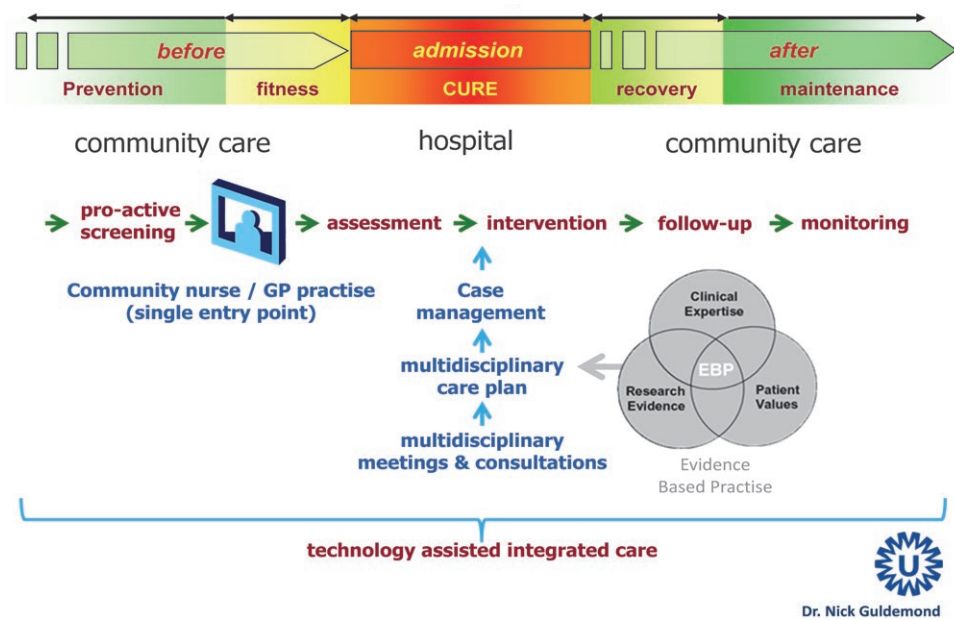 before
admission
after
Prevention
fitness
CURE
recovery
maintenance
community care
hospital
community care
pro-active
screening
assessment
intervention
follow-up
monitoring
Community nurse / GP practise
(single entry point)
Case
management
multidisciplinary
care plan
multidisciplinary
meetings & consultations
Clinical
Expertise
EBP
Research
Evidence
Patient
Values
Evidence
Based Practise
technology assisted integrated care
U
Dr. Nick Guldemond